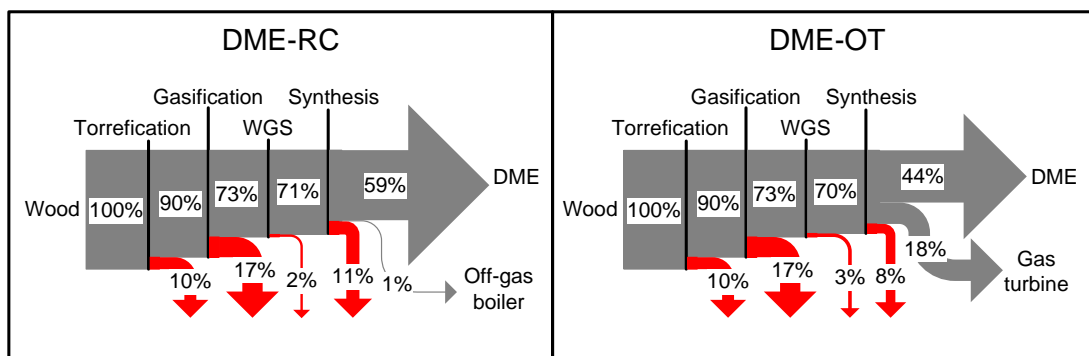 DME-RC
Gasification
Synthesis
Torrefication
WGS
Wood
100%
90%
73%
71%
59%
DME
10%
17%
2%
11%
1%
Off-gas
boiler
DME-OT
Gasification
Synthesis
Torrefication
WGS
Wood
100%
90%
73%
70%
44%
DME
10%
17%
3%
8%
18%
Gas
turbine